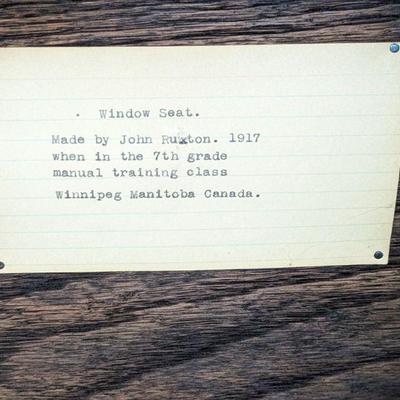 . Window Seat.
Made by John Ruxton. 1917
when in the 7th grade
manual training class
Winnipeg Manitoba Canada.